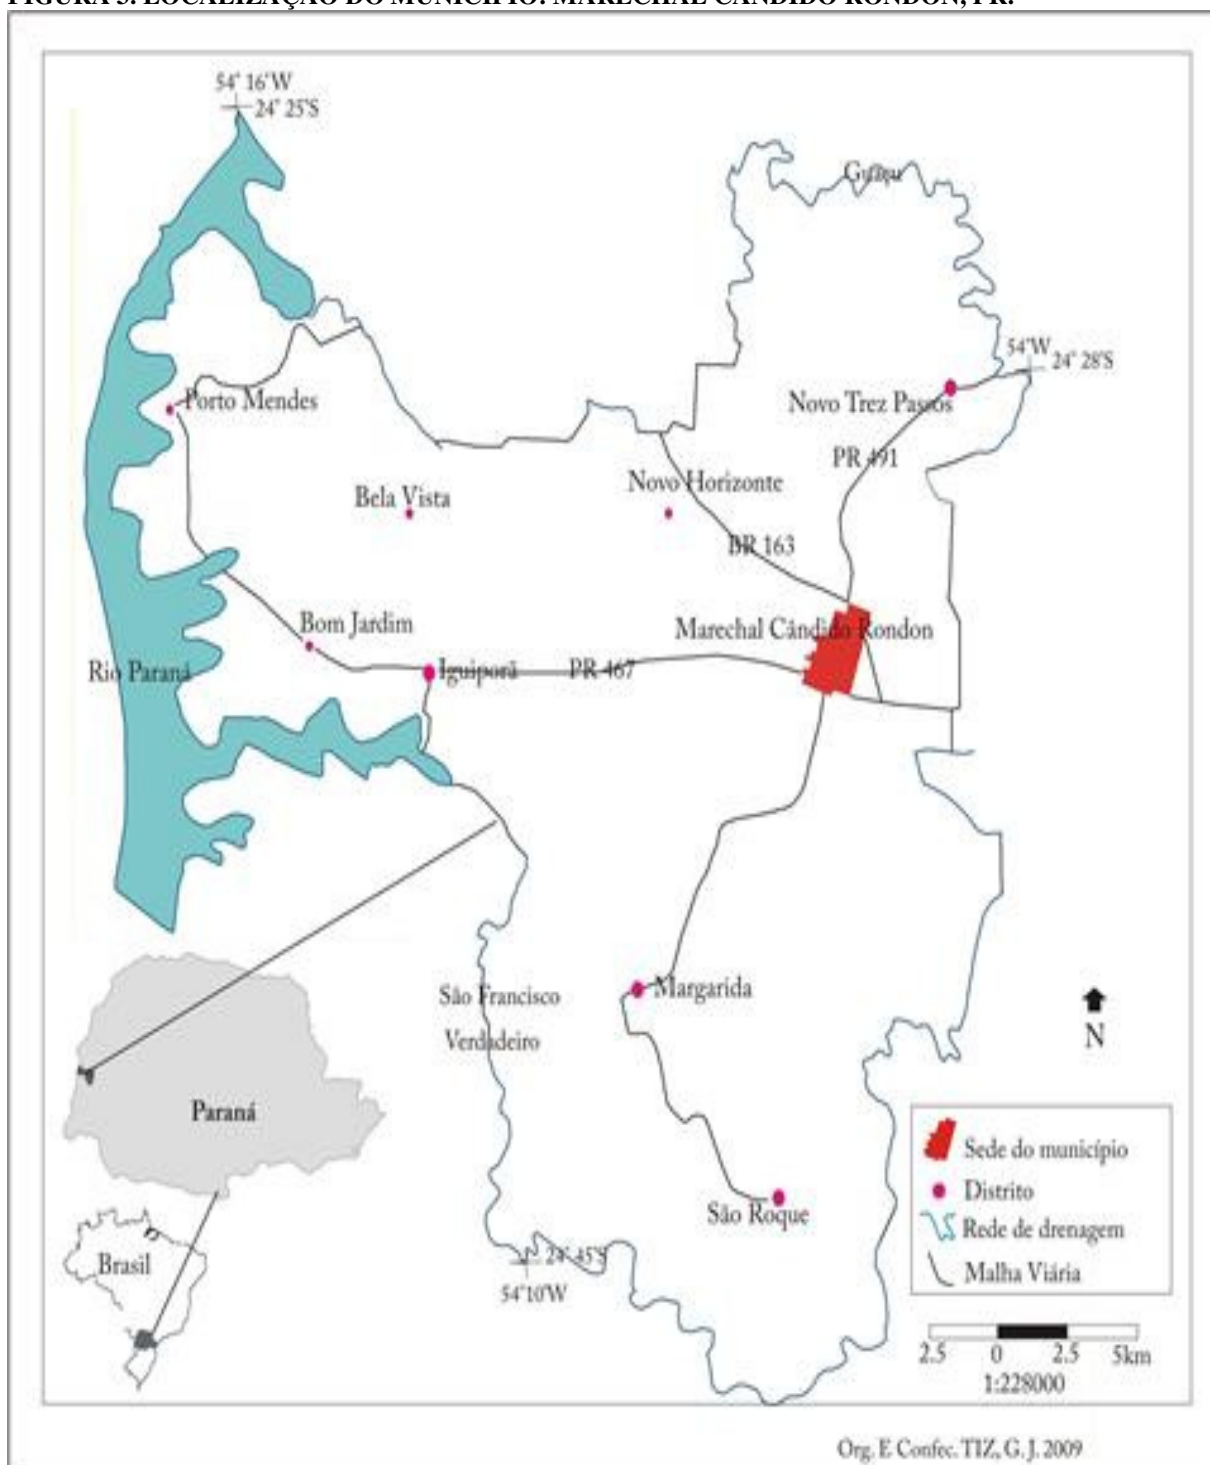 FIGURA 3: LOCALIZAÇÃO DO MUNICÍPIO: MARECHAL CÂNDIDO RONDON, PR.
54° 16'W
24° 25'S
Guaçu
54°W
24° 28'S
Porto Mendes
Novo Trez Passos
PR 491
Bela Vista
Novo Horizonte
BR 163
Bom Jardim
Marechal Cândido Rondon
Rio Paraná
Iguiporã
PR 467
São Francisco
Verdadeiro
Margarida
N
Paraná
São Roque
24° 45'S
54°10'W
Brasil
Sede do município
Distrito
Rede de drenagem
Malha Viária
2.5 0 2.5 5km
1:228000
Org. E Confec. TIZ, G. J. 2009